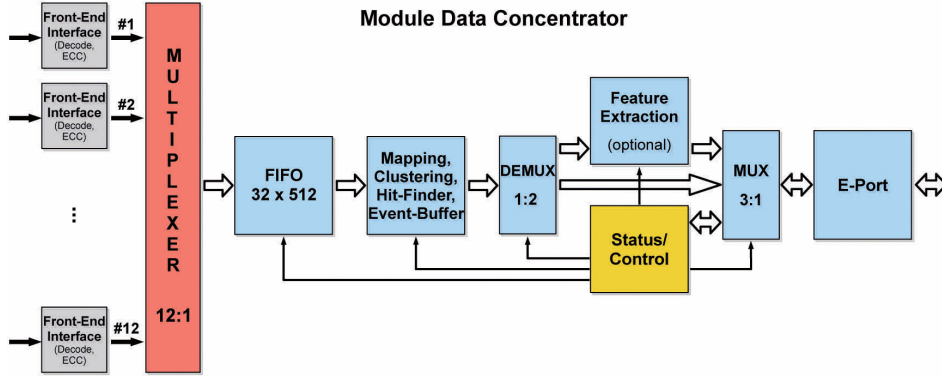 Module Data Concentrator
Front-End
Interface
(Decode,
ECC)
#1
Front-End
Interface
(Decode,
ECC)
#2
...
Front-End
Interface
(Decode,
ECC)
#12
MULTIPLEXER
12:1
FIFO
32 x 512
Mapping,
Clustering,
Hit-Finder,
Event-Buffer
DEMUX
1:2
Feature
Extraction
(optional)
Status/
Control
MUX
3:1
E-Port